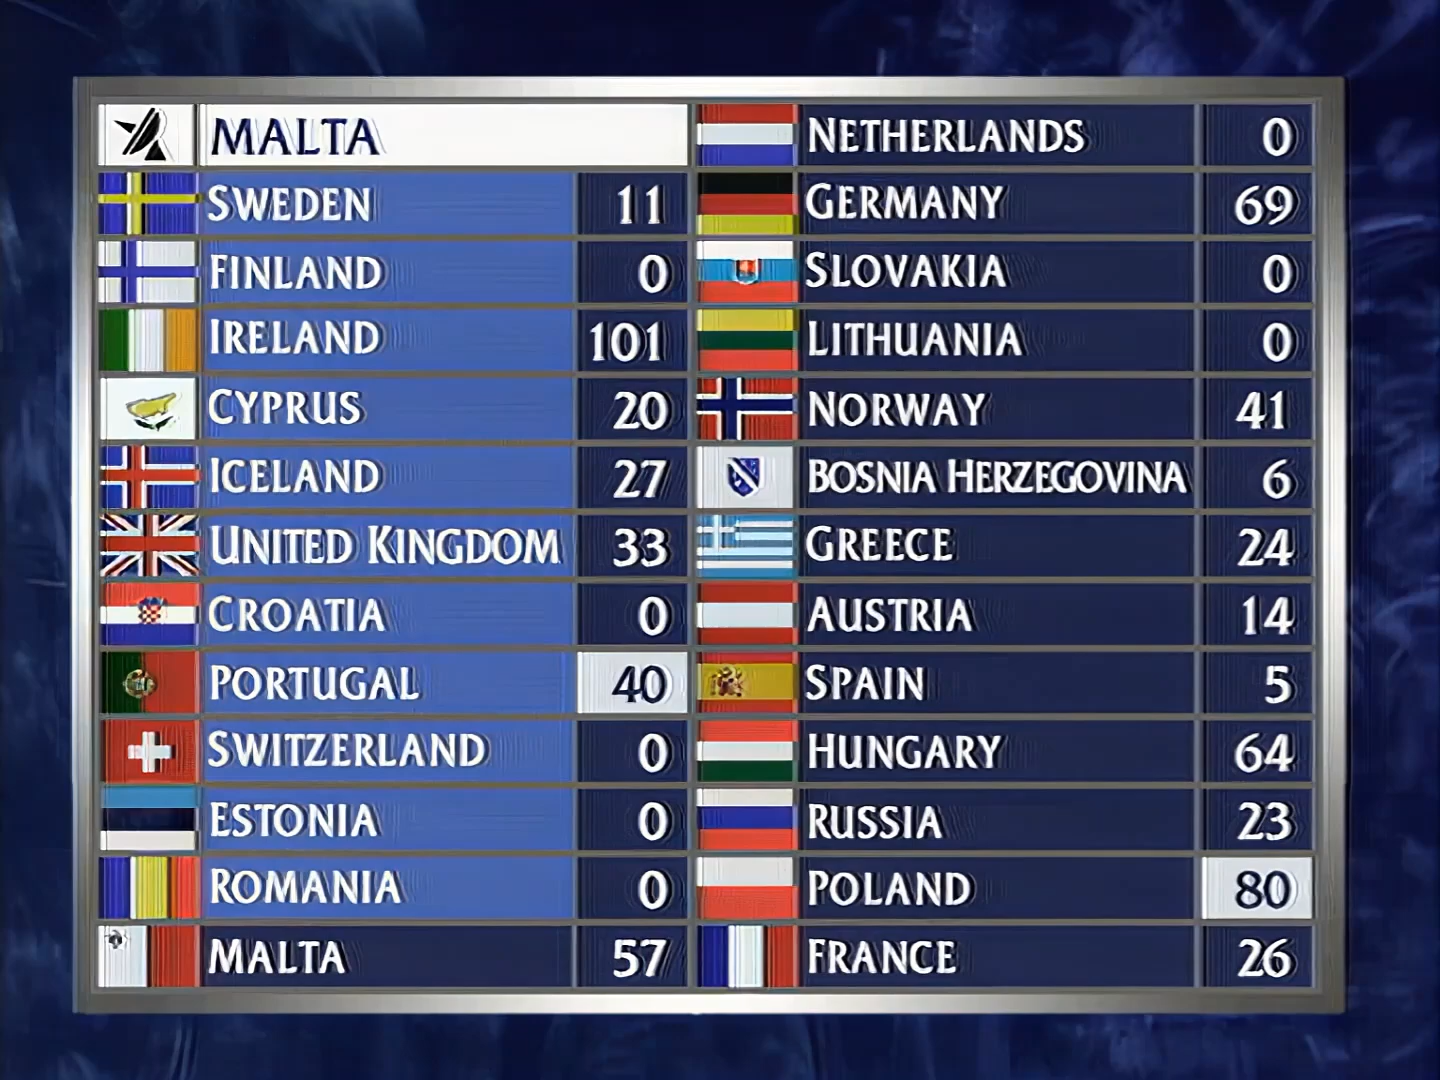 MALTA
SWEDEN 11
FINLAND 0
IRELAND 101
CYPRUS 20
ICELAND 27
UNITED KINGDOM 33
CROATIA 0
PORTUGAL 40
SWITZERLAND 0
ESTONIA 0
ROMANIA 0
MALTA 57
NETHERLANDS 0
GERMANY 69
SLOVAKIA 0
LITHUANIA 0
NORWAY 41
BOSNIA HERZEGOVINA 6
GREECE 24
AUSTRIA 14
SPAIN 5
HUNGARY 64
RUSSIA 23
POLAND 80
FRANCE 26